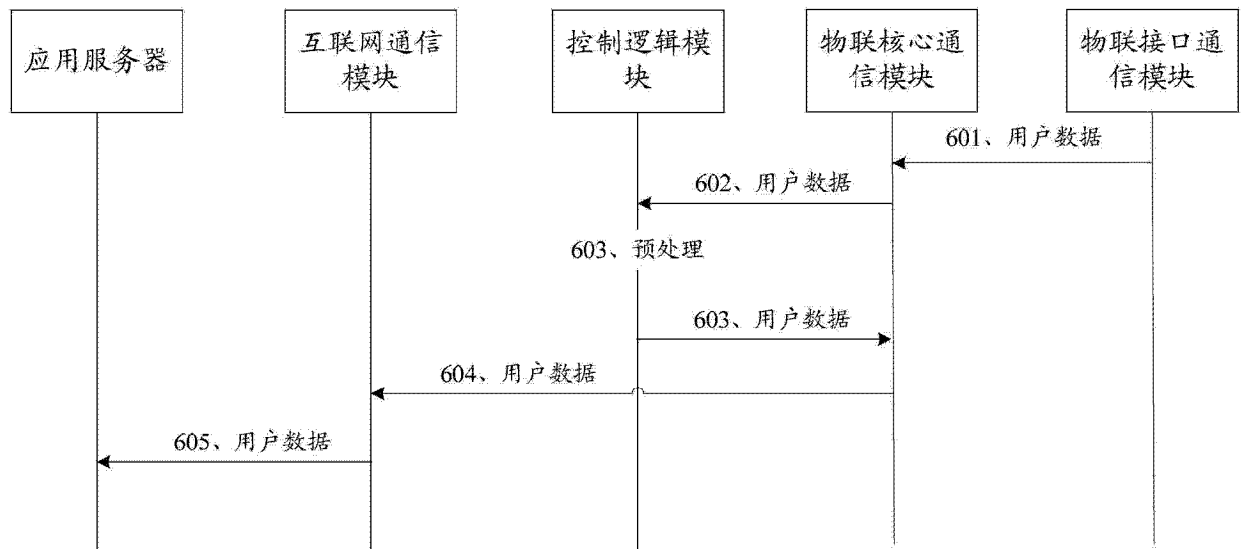 应用服务器
互联网通信
模块
控制逻辑模
块
物联核心通
信模块
物联接口通
信模块
601、用户数据
602、用户数据
603、预处理
603、用户数据
604、用户数据
605、用户数据